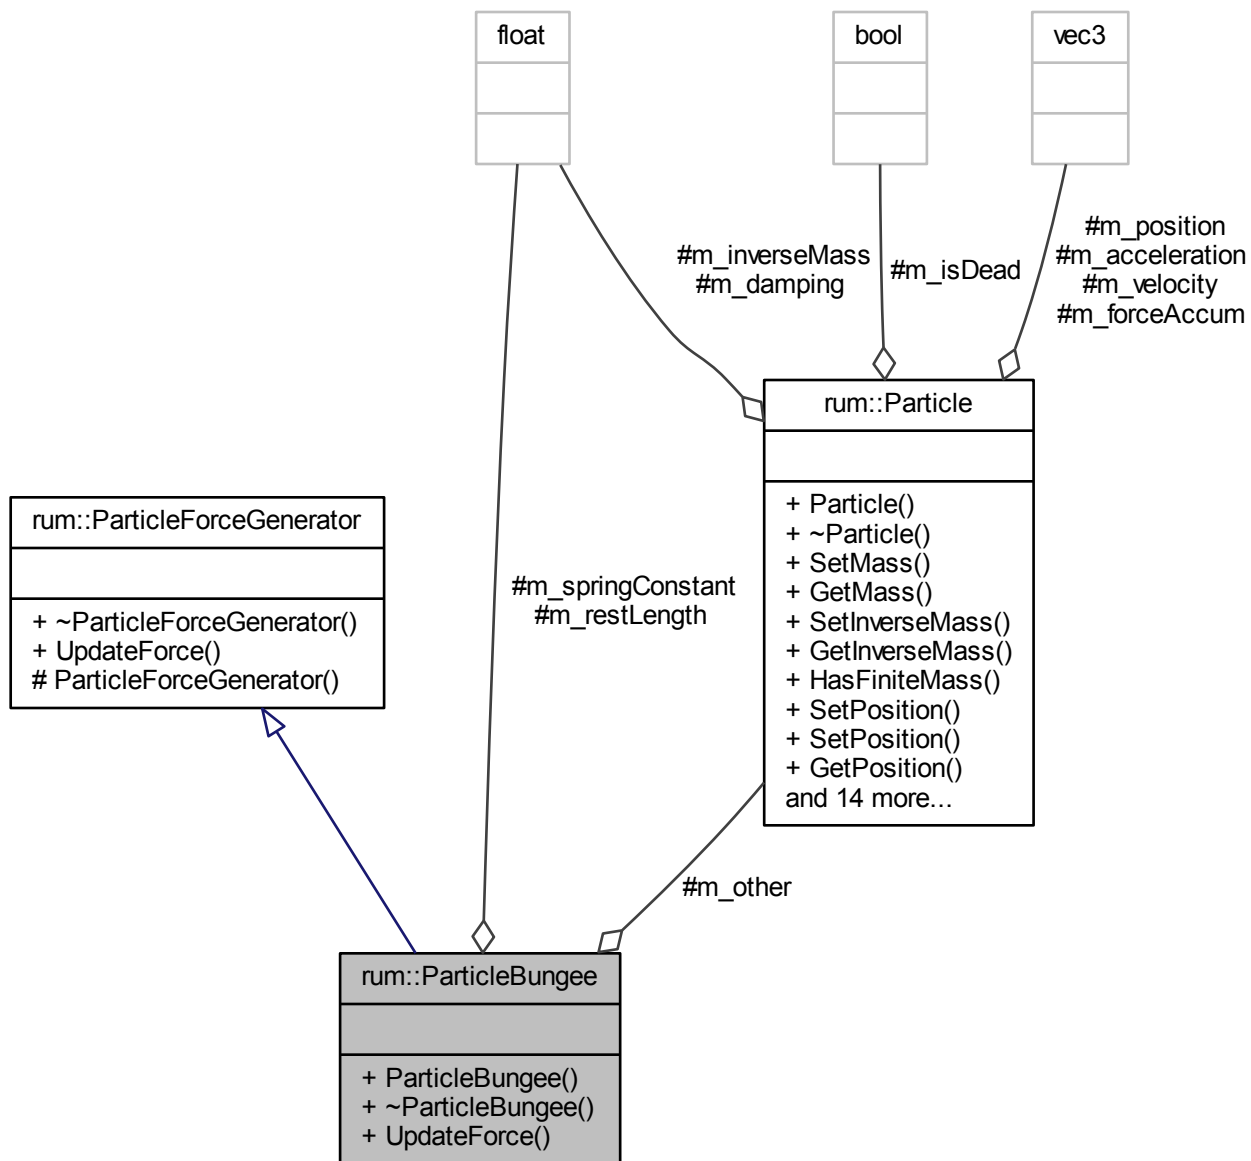 float
bool
vec3
#m_inverseMass
#m_damping
#m_isDead
#m_position
#m_acceleration
#m_velocity
#m_forceAccum
rum::Particle
+ Particle()
+ ~Particle()
+ SetMass()
+ GetMass()
+ SetInverseMass()
+ GetInverseMass()
+ HasFiniteMass()
+ SetPosition()
+ SetPosition()
+ GetPosition()
and 14 more...
rum::ParticleForceGenerator
+ ~ParticleForceGenerator()
+ UpdateForce()
# ParticleForceGenerator()
#m_springConstant
#m_restLength
#m_other
rum::ParticleBungee
+ ParticleBungee()
+ ~ParticleBungee()
+ UpdateForce()